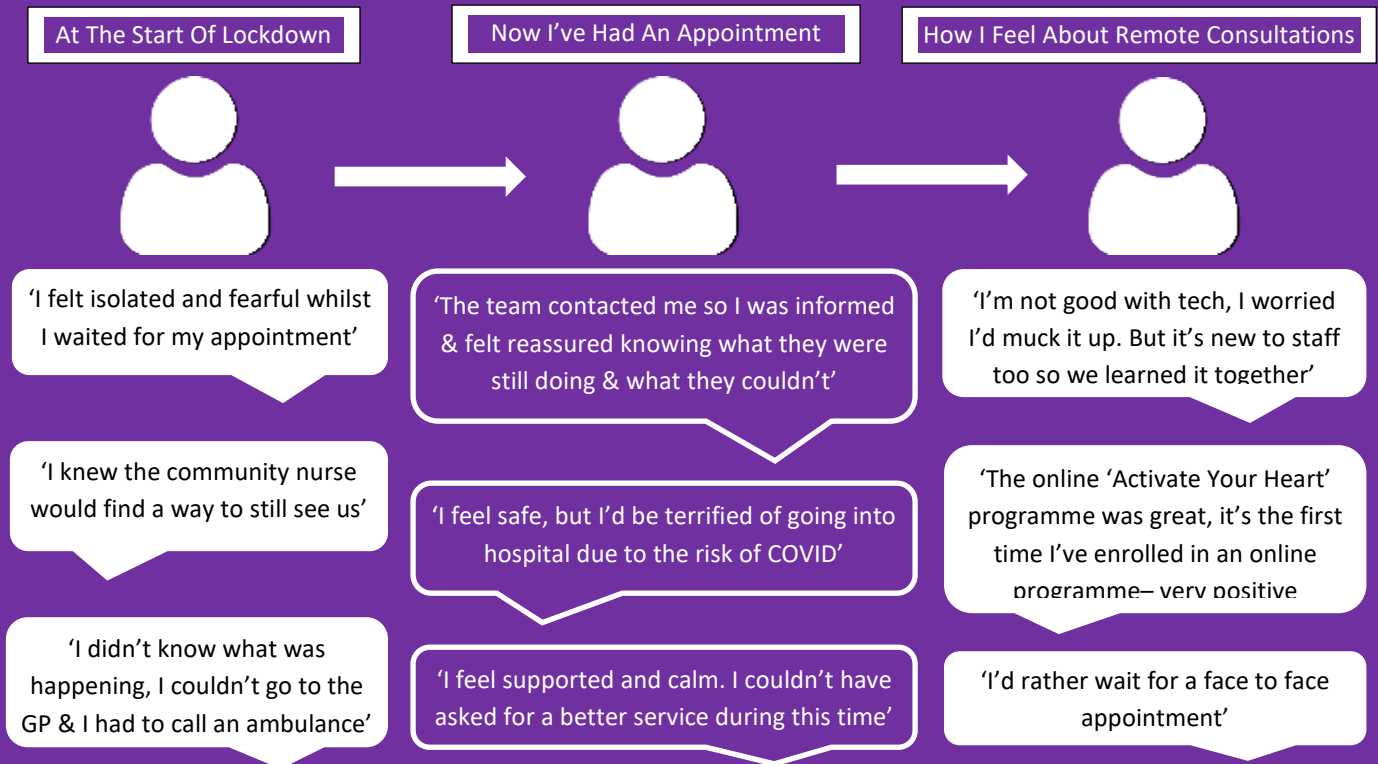 At The Start Of Lockdown
Now I've Had An Appointment
How I Feel About Remote Consultations
‘I felt isolated and fearful whilst
I waited for my appointment’
‘I knew the community nurse
would find a way to still see us’
‘I didn’t know what was
happening, I couldn’t go to the
GP & I had to call an ambulance’
‘The team contacted me so I was informed
& felt reassured knowing what they were
still doing & what they couldn’t’
‘I feel safe, but I’d be terrified of going into
hospital due to the risk of COVID’
‘I feel supported and calm. I couldn’t have
asked for a better service during this time’
‘I’m not good with tech, I worried
I’d muck it up. But it’s new to staff
too so we learned it together’
‘The online ‘Activate Your Heart’
programme was great, it’s the first
time I’ve enrolled in an online
programme– very positive
‘I’d rather wait for a face to face
appointment’